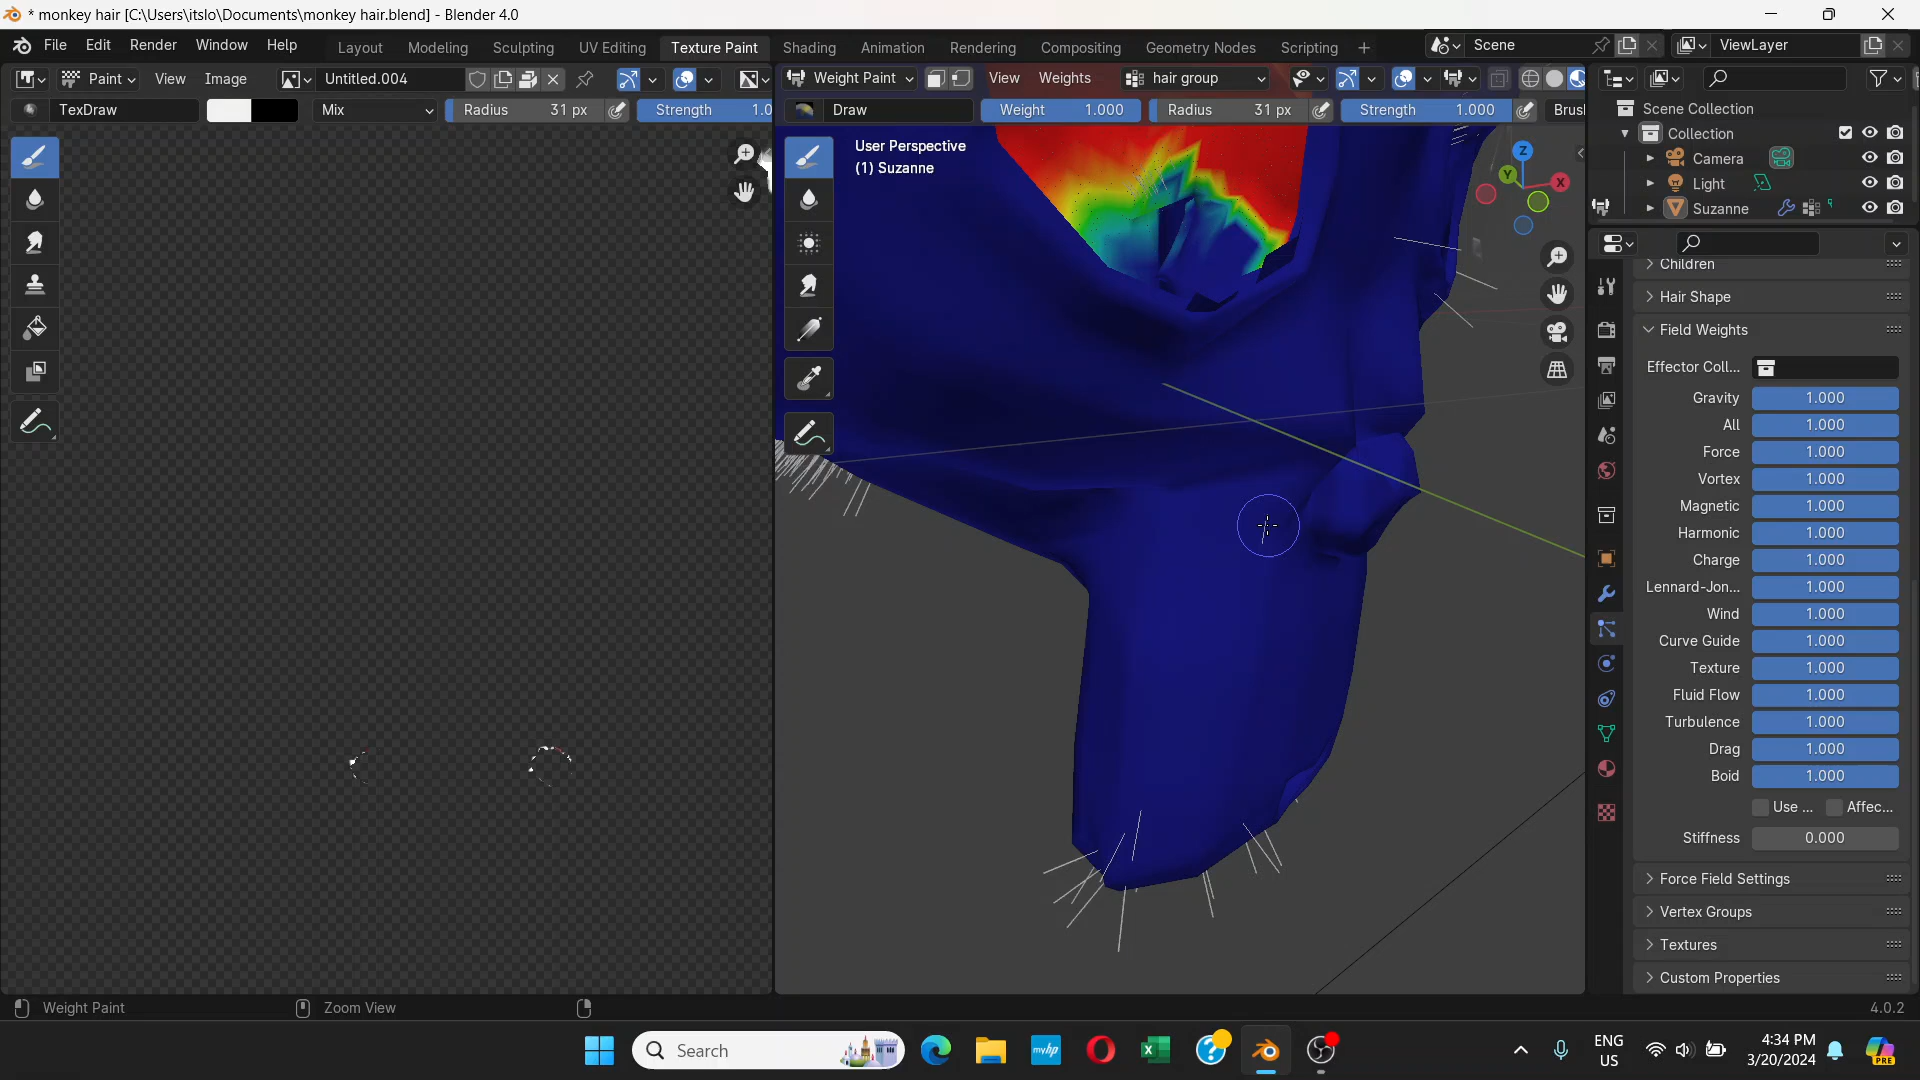 * monkey hair [C:\Users\itslo\Documents\monkey hair.blend] - Blender 4.0
File Edit Render Window Help
Layout Modeling Sculpting UV Editing Texture Paint Shading Animation Rendering Compositing Geometry Nodes Scripting +
Scene
ViewLayer
Paint View Image Untitled.004
Weight Paint View Weights hair group
TexDraw Mix Radius 31 px Strength 1.0
Draw Weight 1.000 Radius 31 px Strength 1.000 Brus
User Perspective
(1) Suzanne
Z
Y
X
Scene Collection
Collection
Camera
Light
Suzanne
Children
Hair Shape
Field Weights
Effector Coll...
Gravity 1.000
All 1.000
Force 1.000
Vortex 1.000
Magnetic 1.000
Harmonic 1.000
Charge 1.000
Lennard-Jon... 1.000
Wind 1.000
Curve Guide 1.000
Texture 1.000
Fluid Flow 1.000
Turbulence 1.000
Drag 1.000
Boid 1.000
Use ... Affec...
Stiffness 0.000
Force Field Settings
Vertex Groups
Textures
Custom Properties
Weight Paint Zoom View 4.0.2
Search
myhp
ENG
US
4:34 PM
3/20/2024
PRE